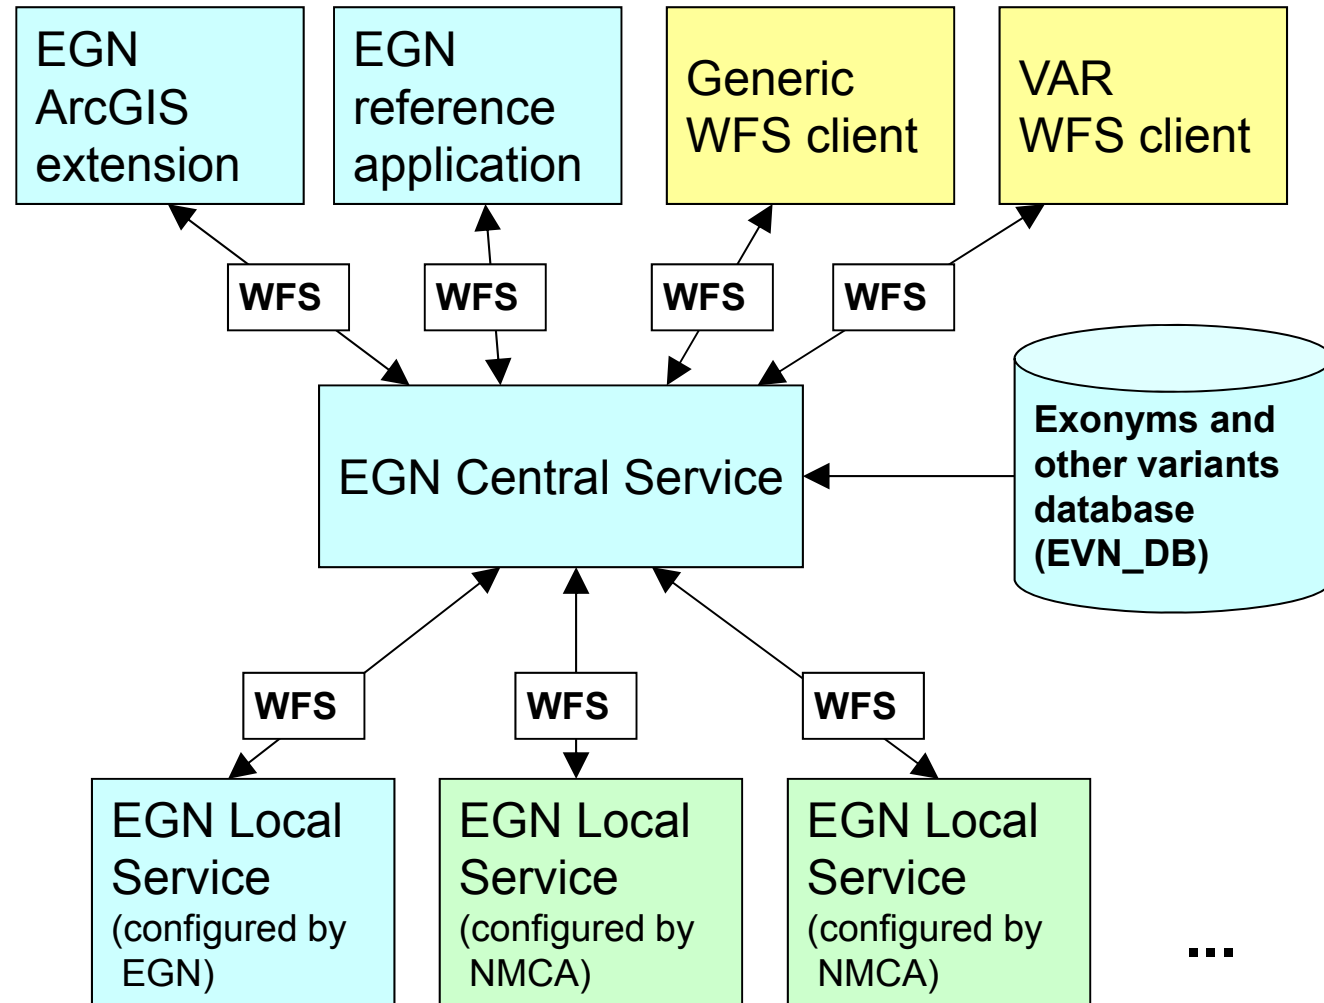 EGN
ArcGIS
extension
EGN
reference
application
Generic
WFS client
VAR
WFS client
WFS
WFS
WFS
WFS
EGN Central Service
Exonyms and
other variants
database
(EVN_DB)
WFS
WFS
WFS
EGN Local
Service
(configured by
EGN)
EGN Local
Service
(configured by
NMCA)
EGN Local
Service
(configured by
NMCA)
...